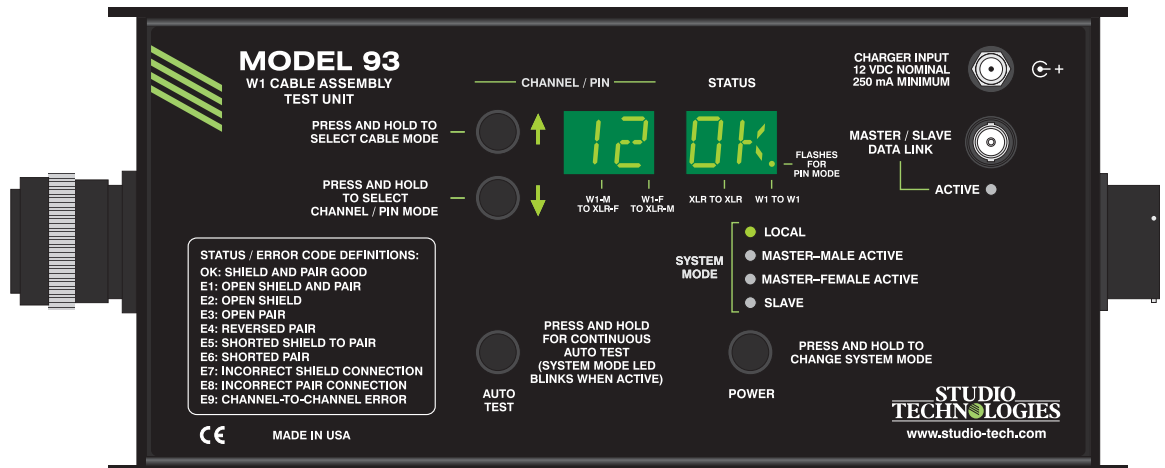 MODEL 93
W1 CABLE ASSEMBLY
TEST UNIT
CHANNEL / PIN
STATUS
CHARGER INPUT
12 VDC NOMINAL
250 mA MINIMUM
+
PRESS AND HOLD TO
SELECT CABLE MODE
12
OK.
FLASHES
FOR
PIN MODE
MASTER / SLAVE
DATA LINK
ACTIVE
PRESS AND HOLD
TO SELECT
CHANNEL / PIN MODE
W1-M
TO XLR-F
W1-F
TO XLR-M
XLR TO XLR
W1 TO W1
SYSTEM
MODE
LOCAL
MASTER–MALE ACTIVE
MASTER–FEMALE ACTIVE
SLAVE
STATUS / ERROR CODE DEFINITIONS:
OK: SHIELD AND PAIR GOOD
E1: OPEN SHIELD AND PAIR
E2: OPEN SHIELD
E3: OPEN PAIR
E4: REVERSED PAIR
E5: SHORTED SHIELD TO PAIR
E6: SHORTED PAIR
E7: INCORRECT SHIELD CONNECTION
E8: INCORRECT PAIR CONNECTION
E9: CHANNEL-TO-CHANNEL ERROR
AUTO
TEST
PRESS AND HOLD
FOR CONTINUOUS
AUTO TEST
(SYSTEM MODE LED
BLINKS WHEN ACTIVE)
POWER
PRESS AND HOLD TO
CHANGE SYSTEM MODE
CE
MADE IN USA
STUDIO
TECHNOLOGIES
www.studio-tech.com